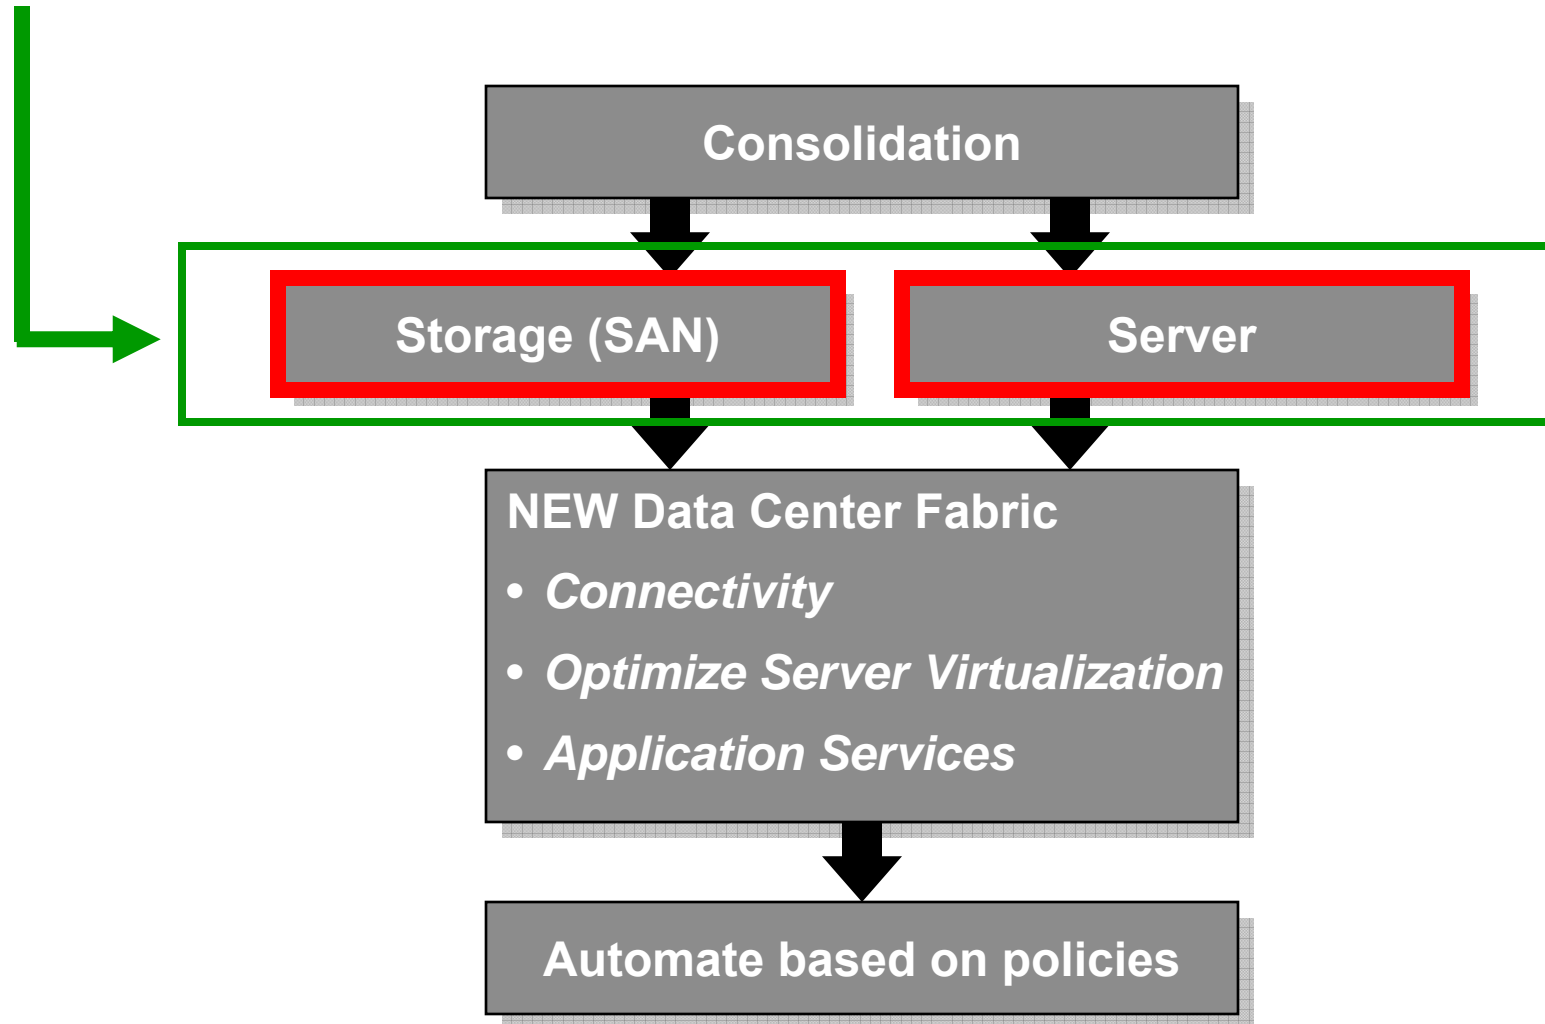 Consolidation
Storage (SAN)
Server
NEW Data Center Fabric
• Connectivity
• Optimize Server Virtualization
• Application Services
Automate based on policies